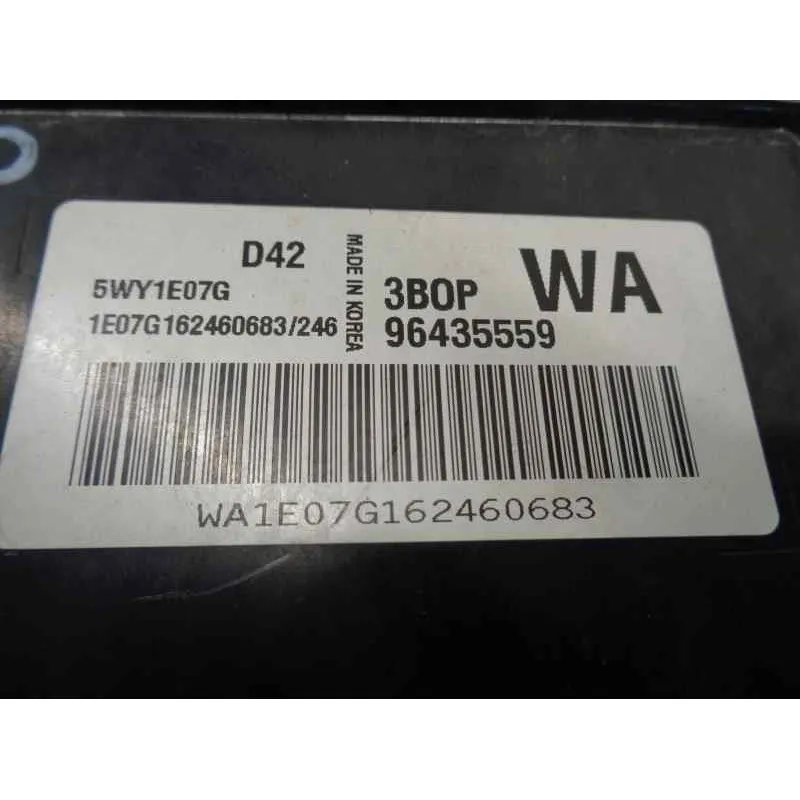 D42
5WY1E07G
1E07G162460683/246
MADE IN KOREA
3BOP
WA
96435559
WA1E07G162460683